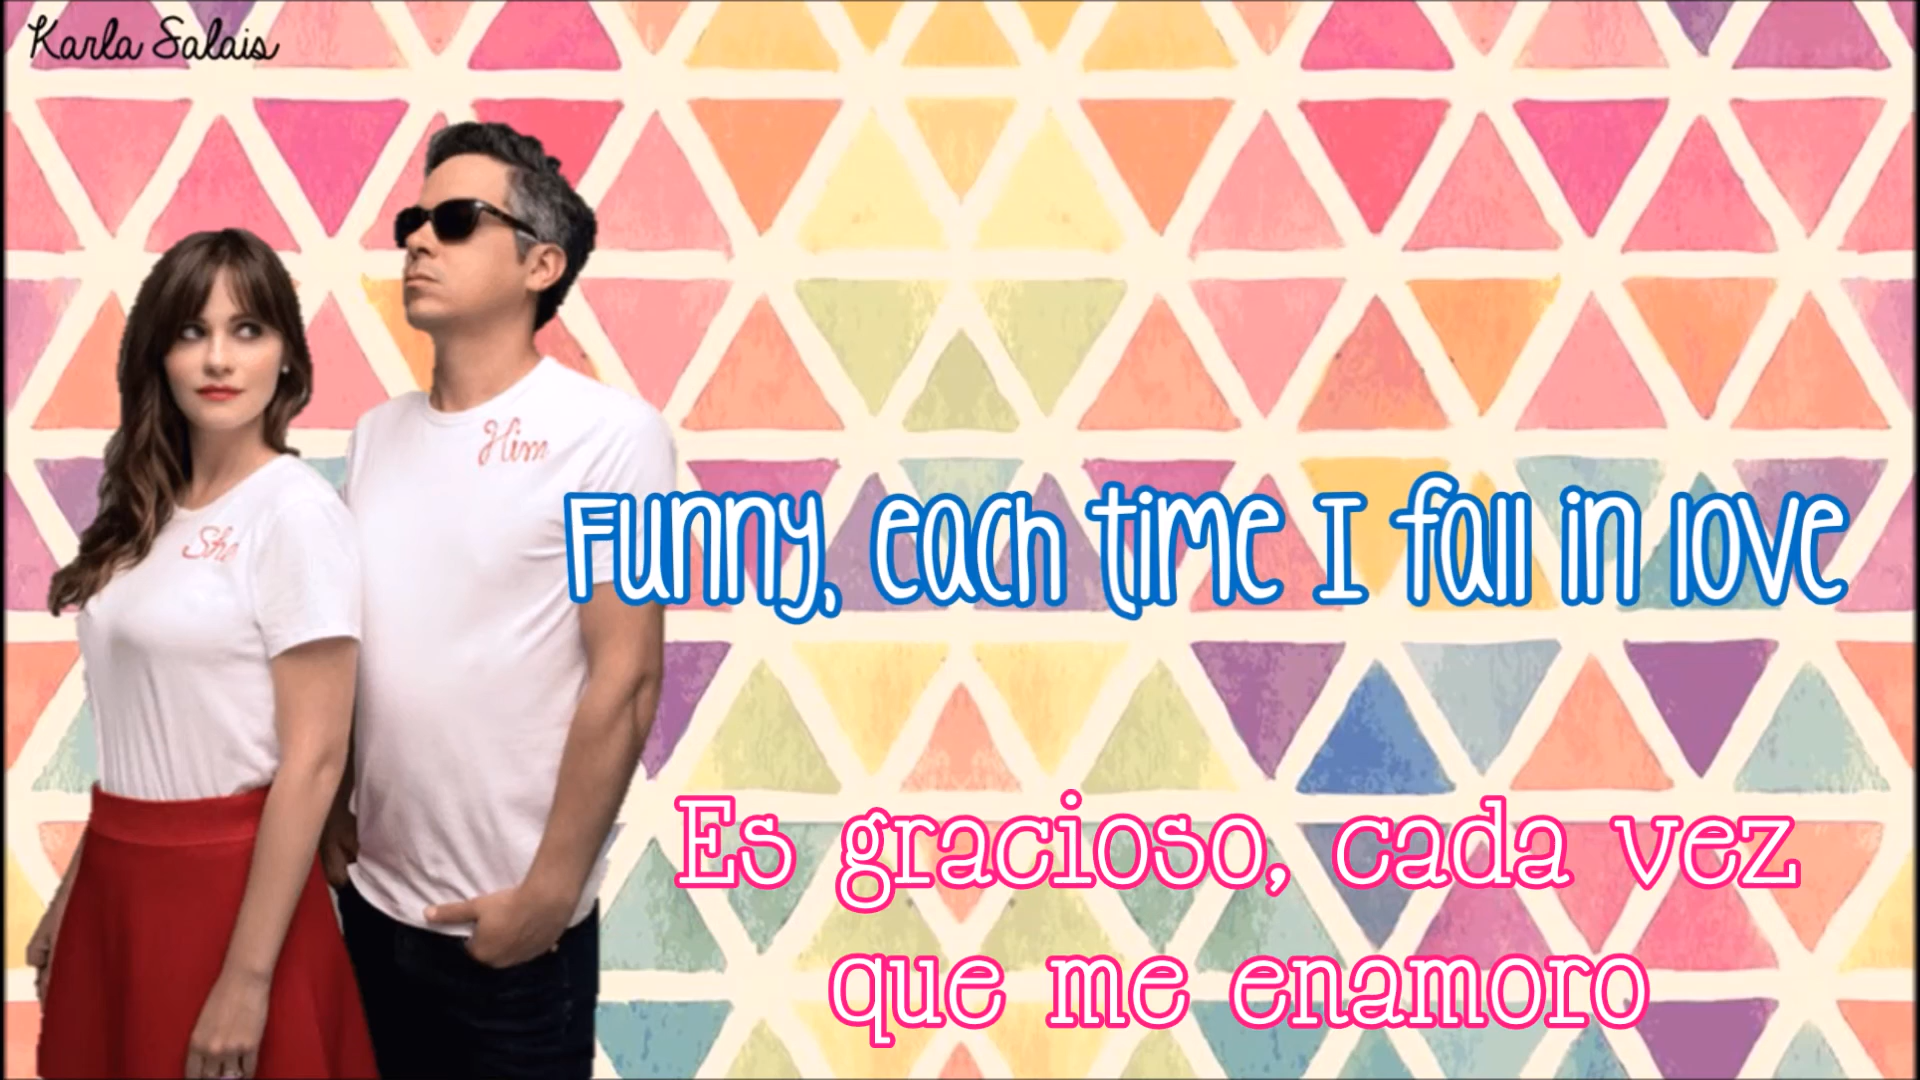 Karla Salais
Him
She
Funny, each time I fall in love
Es gracioso, cada vez
que me enamoro